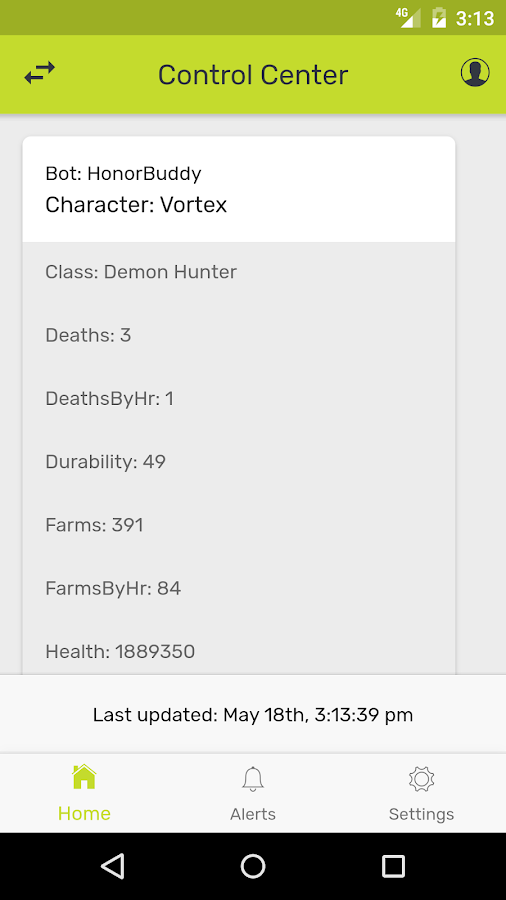 4G 3:13
Control Center
Bot: HonorBuddy
Character: Vortex
Class: Demon Hunter
Deaths: 3
DeathsByHr: 1
Durability: 49
Farms: 391
FarmsByHr: 84
Health: 1889350
Last updated: May 18th, 3:13:39 pm
Home Alerts Settings